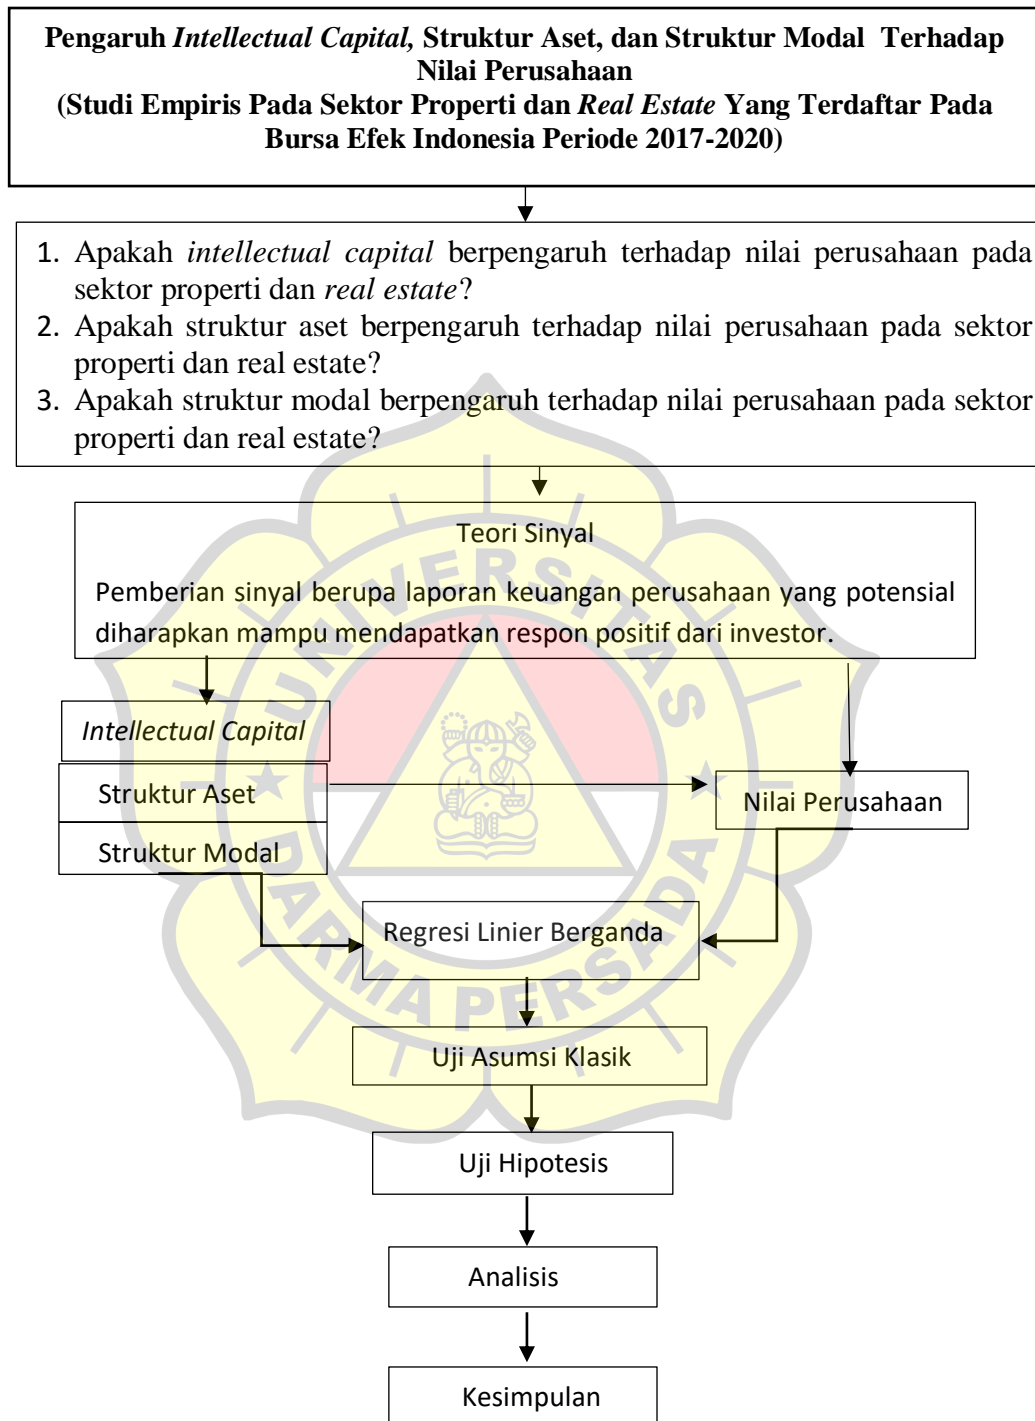 Pengaruh Intellectual Capital, Struktur Aset, dan Struktur Modal Terhadap
Nilai Perusahaan
(Studi Empiris Pada Sektor Properti dan Real Estate Yang Terdaftar Pada
Bursa Efek Indonesia Periode 2017-2020)
1. Apakah intellectual capital berpengaruh terhadap nilai perusahaan pada
sektor properti dan real estate?
2. Apakah struktur aset berpengaruh terhadap nilai perusahaan pada sektor
properti dan real estate?
3. Apakah struktur modal berpengaruh terhadap nilai perusahaan pada sektor
properti dan real estate?
Teori Sinyal
Pemberian sinyal berupa laporan keuangan perusahaan yang potensial
diharapkan mampu mendapatkan respon positif dari investor.
UNIVERSITAS
Intellectual Capital
Struktur Aset
Nilai Perusahaan
Struktur Modal
DARMA PERSADA
Regresi Linier Berganda
Uji Asumsi Klasik
Uji Hipotesis
Analisis
Kesimpulan